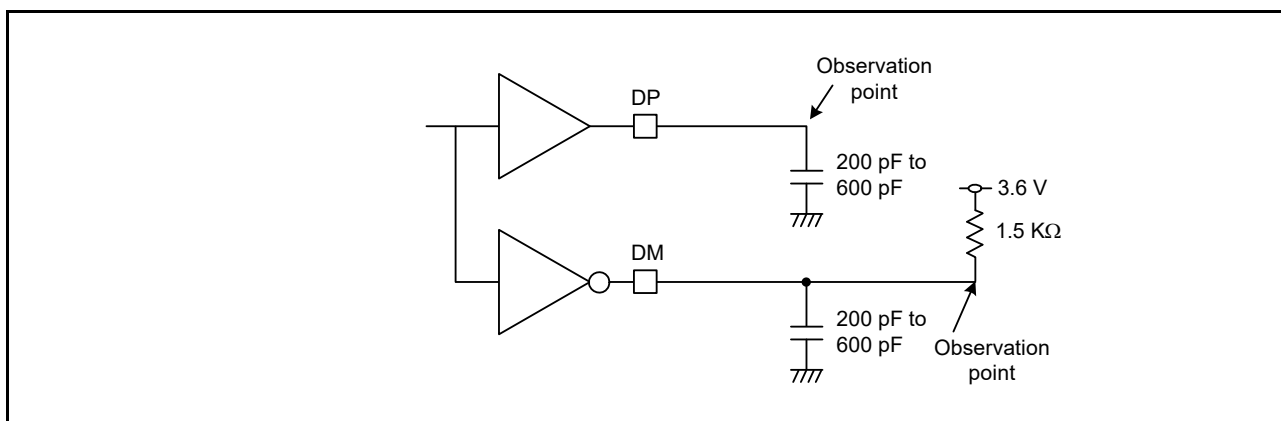 Observation
point
DP
200 pF to
600 pF
3.6 V
1.5 KΩ
DM
200 pF to
600 pF
Observation
point